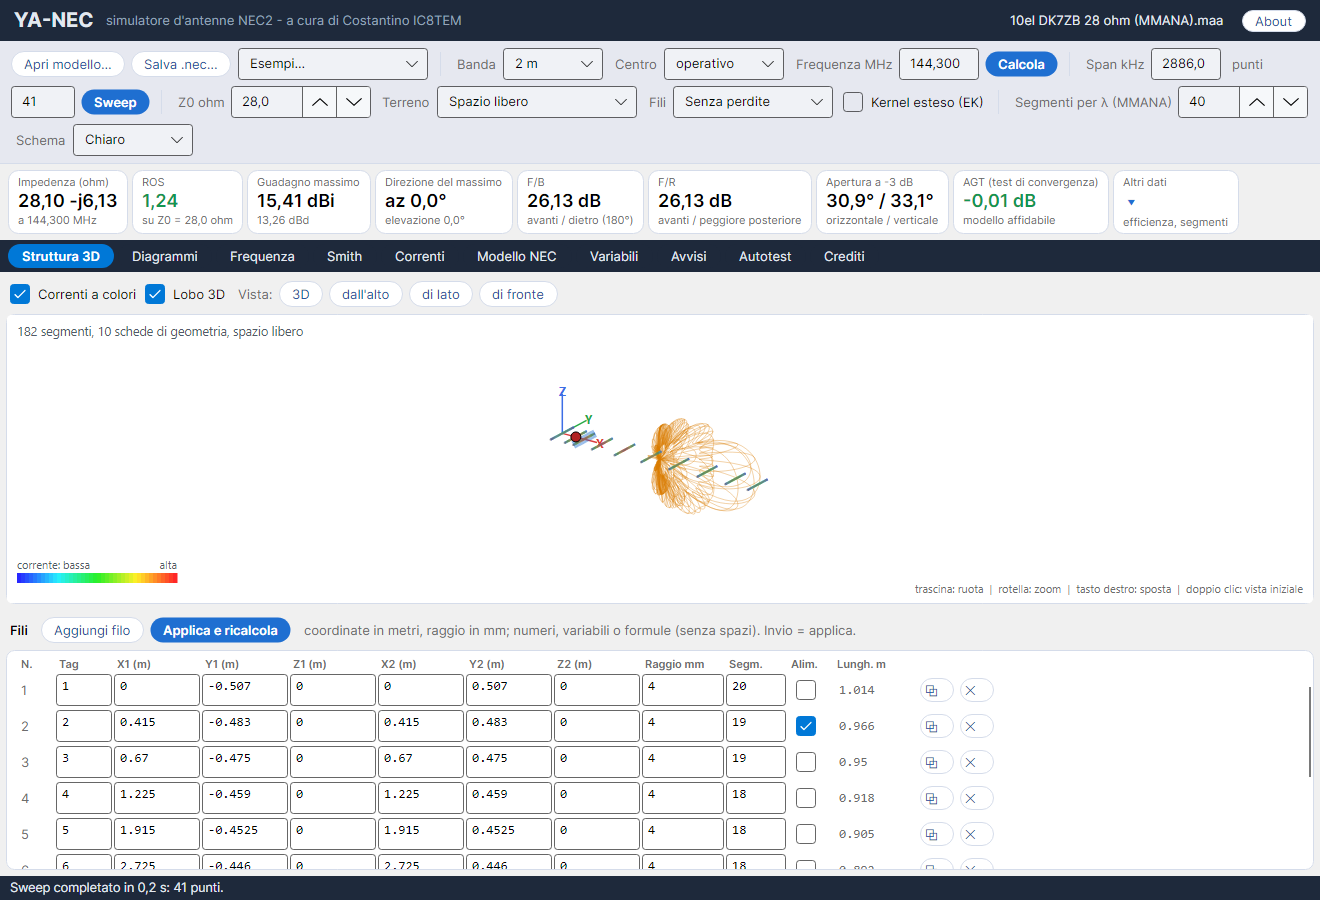 YA-NEC simulatore d'antenne NEC2 - a cura di Costantino IC8TEM 10el DK7ZB 28 ohm (MMANA).maa About
Apri modello... Salva .nec... Esempi... Banda 2 m Centro operativo Frequenza MHz 144,300 Calcola Span kHz 2886,0 punti
41 Sweep Z0 ohm 28,0 Terreno Spazio libero Fili Senza perdite Kernel esteso (EK) Segmenti per λ (MMANA) 40
Schema Chiaro
Impedenza (ohm) ROS Guadagno massimo Direzione del massimo F/B F/R Apertura a -3 dB AGT (test di convergenza) Altri dati
28,10 -j6,13 1,24 15,41 dBi az 0,0° 26,13 dB 26,13 dB 30,9° / 33,1° -0,01 dB ▼
a 144,300 MHz su Z0 = 28,0 ohm 13,26 dBd elevazione 0,0° avanti / dietro (180°) avanti / peggiore posteriore orizzontale / verticale modello affidabile efficienza, segmenti
Struttura 3D Diagrammi Frequenza Smith Correnti Modello NEC Variabili Avvisi Autotest Crediti
Correnti a colori Lobo 3D Vista: 3D dall'alto di lato di fronte
182 segmenti, 10 schede di geometria, spazio libero
Z
Y
X
corrente: bassa alta
trascina: ruota | rotella: zoom | tasto destro: sposta | doppio clic: vista iniziale
Fili Aggiungi filo Applica e ricalcola coordinate in metri, raggio in mm; numeri, variabili o formule (senza spazi). Invio = applica.
N. Tag X1 (m) Y1 (m) Z1 (m) X2 (m) Y2 (m) Z2 (m) Raggio mm Segm. Alim. Lungh. m
1 1 0 -0.507 0 0 0.507 0 4 20 1.014
2 2 0.415 -0.483 0 0.415 0.483 0 4 19 0.966
3 3 0.67 -0.475 0 0.67 0.475 0 4 19 0.95
4 4 1.225 -0.459 0 1.225 0.459 0 4 18 0.918
5 5 1.915 -0.4525 0 1.915 0.4525 0 4 18 0.905
6 2.725 -0.446 0 2.725 0.446 0 4 18
Sweep completato in 0,2 s: 41 punti.